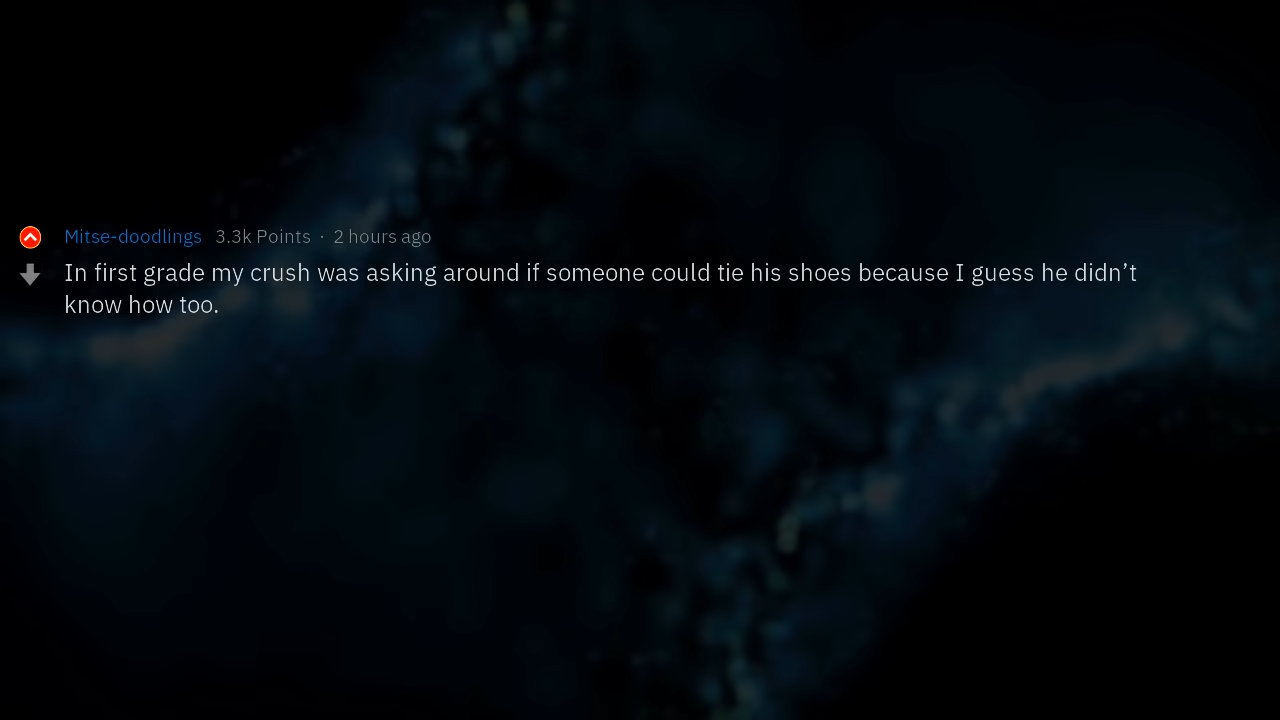 Mitse-doodlings 3.3k Points · 2 hours ago
In first grade my crush was asking around if someone could tie his shoes because I guess he didn’t
know how too.